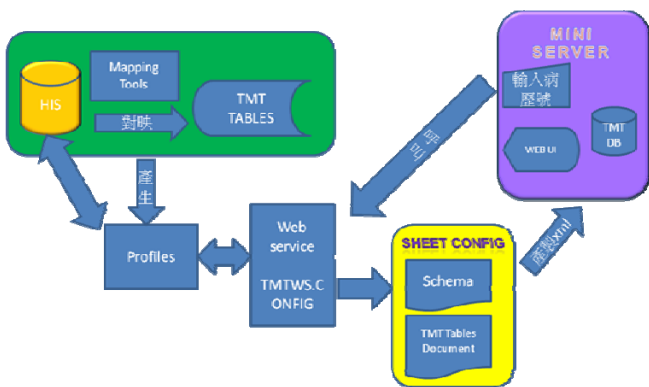 HIS
Mapping
Tools
對映
TMT
TABLES
產生
Profiles
Web
service
TMTWS.C
ONFIG
呼叫
MINI
SERVER
輸入病
歷號
WEB UI
TMT
DB
SHEET CONFIG
Schema
TMT Tables
Document
產製xml